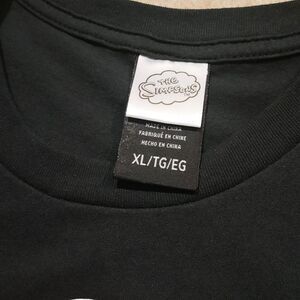 THE
SIMPSONS
MADE IN CHINA
FABRIQUÉ EN CHINE
HECHO EN CHINA
XL/TG/EG